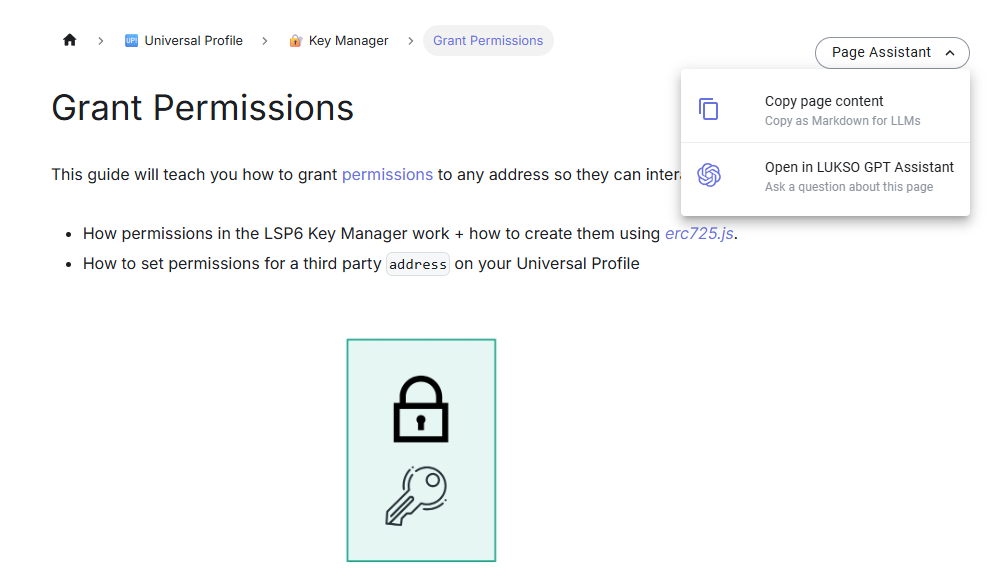 Universal Profile
Key Manager
Grant Permissions
Page Assistant
Grant Permissions
Copy page content
Copy as Markdown for LLMs
Open in LUKSO GPT Assistant
Ask a question about this page
This guide will teach you how to grant permissions to any address so they can
How permissions in the LSP6 Key Manager work + how to create them using erc725.js.
How to set permissions for a third party address on your Universal Profile